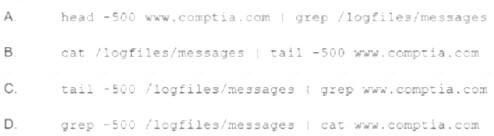 A. head -500 www.comptia.com | grep /logfiles/messages
B. cat /logfiles/messages | tail -500 www.comptia.com
C. tail -500 /logfiles/messages | grep www.comptia.com
D. grep -500 /logfiles/messages | cat www.comptia.com